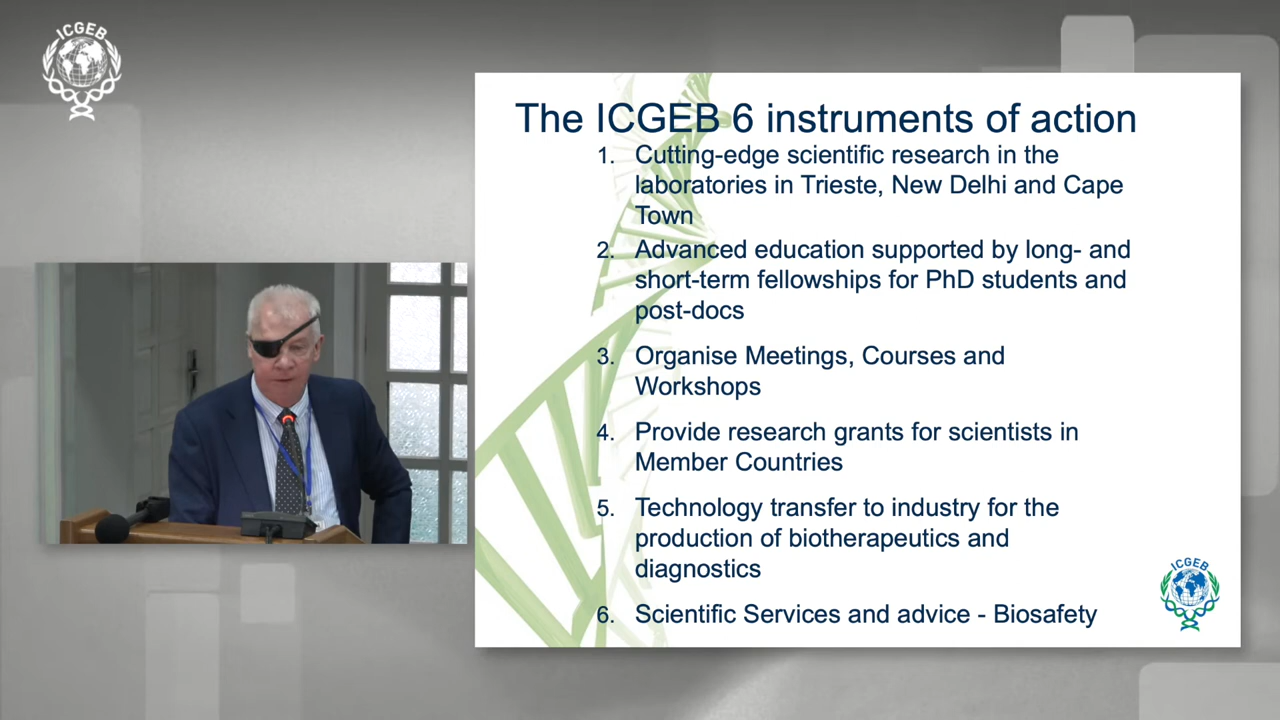 ICGEB
The ICGEB 6 instruments of action
1. Cutting-edge scientific research in the
laboratories in Trieste, New Delhi and Cape
Town
2. Advanced education supported by long- and
short-term fellowships for PhD students and
post-docs
3. Organise Meetings, Courses and
Workshops
4. Provide research grants for scientists in
Member Countries
5. Technology transfer to industry for the
production of biotherapeutics and
diagnostics
6. Scientific Services and advice - Biosafety
ICGEB